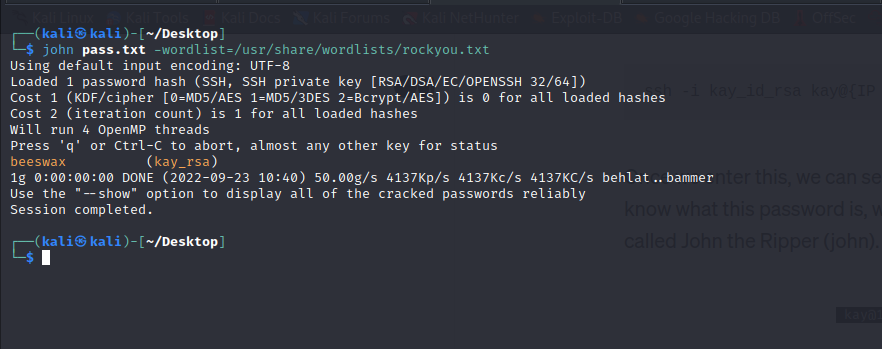 Kali Linux Kali Tools Kali Docs Kali Forums Kali NetHunter Exploit-DB Google Hacking DB OffSec
┌──(kali㉿kali)-[~/Desktop]
└─$ john pass.txt -wordlist=/usr/share/wordlists/rockyou.txt
Using default input encoding: UTF-8
Loaded 1 password hash (SSH, SSH private key [RSA/DSA/EC/OPENSSH 32/64])
Cost 1 (KDF/cipher [0=MD5/AES 1=MD5/3DES 2=Bcrypt/AES]) is 0 for all loaded hashes
-i kay_id_rsa kay@[IP
Cost 2 (iteration count) is 1 for all loaded hashes
Will run 4 OpenMP threads
Press 'q' or Ctrl-C to abort, almost any other key for status
beeswax (kay_rsa)
1g 0:00:00:00 DONE (2022-09-23 10:40) 50.00g/s 4137Kp/s 4137Kc/s 4137KC/s behlat..bammer
enter this, we can se
Use the "--show" option to display all of the cracked passwords reliably
know what this password is, w
Session completed.
called John the Ripper (john).
┌──(kali㉿kali)-[~/Desktop]
└─$